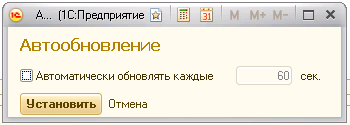 А... (1С:Предприятие М М+ М-
Автообновление
Автоматически обновлять каждые 60 сек.
Установить Отмена